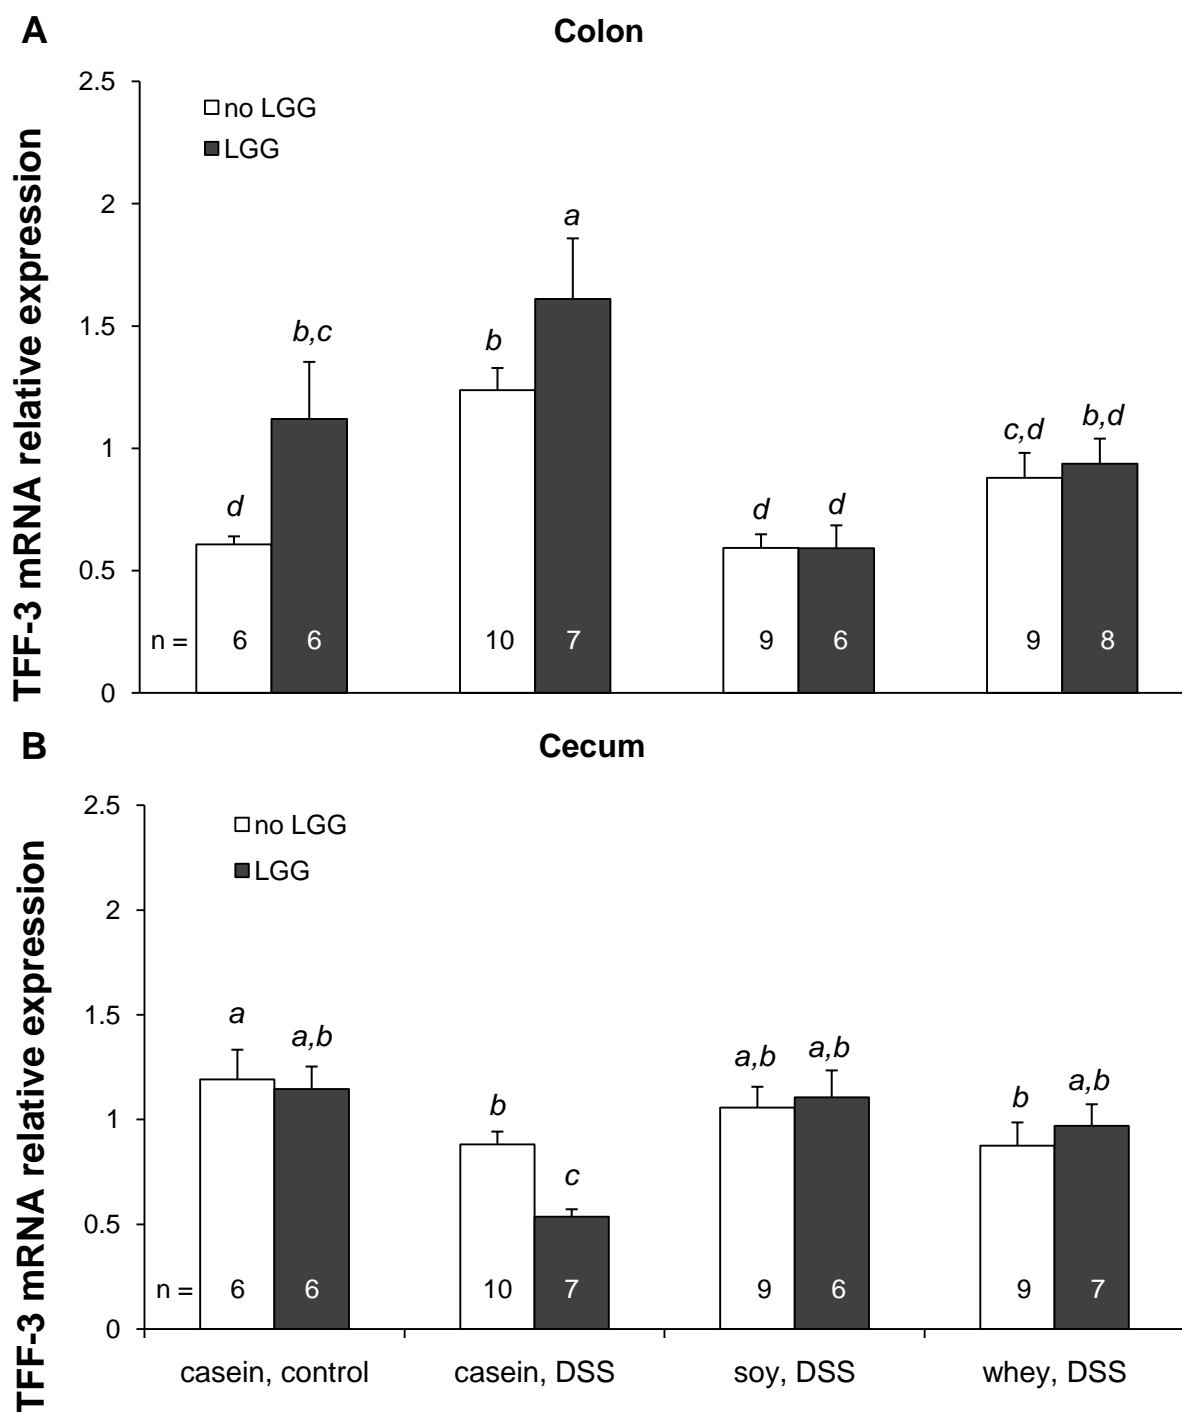 A
Colon
TFF-3 mRNA relative expression
2.5
2
1.5
1
0.5
0
no LGG
LGG
d
b,c
b
a
d
d
c,d
b,d
n = 6 6 10 7 9 6 9 8
B
Cecum
TFF-3 mRNA relative expression
2.5
2
1.5
1
0.5
0
no LGG
LGG
a
a,b
b
c
a,b
a,b
b
a,b
n = 6 6 10 7 9 6 9 7
casein, control casein, DSS soy, DSS whey, DSS